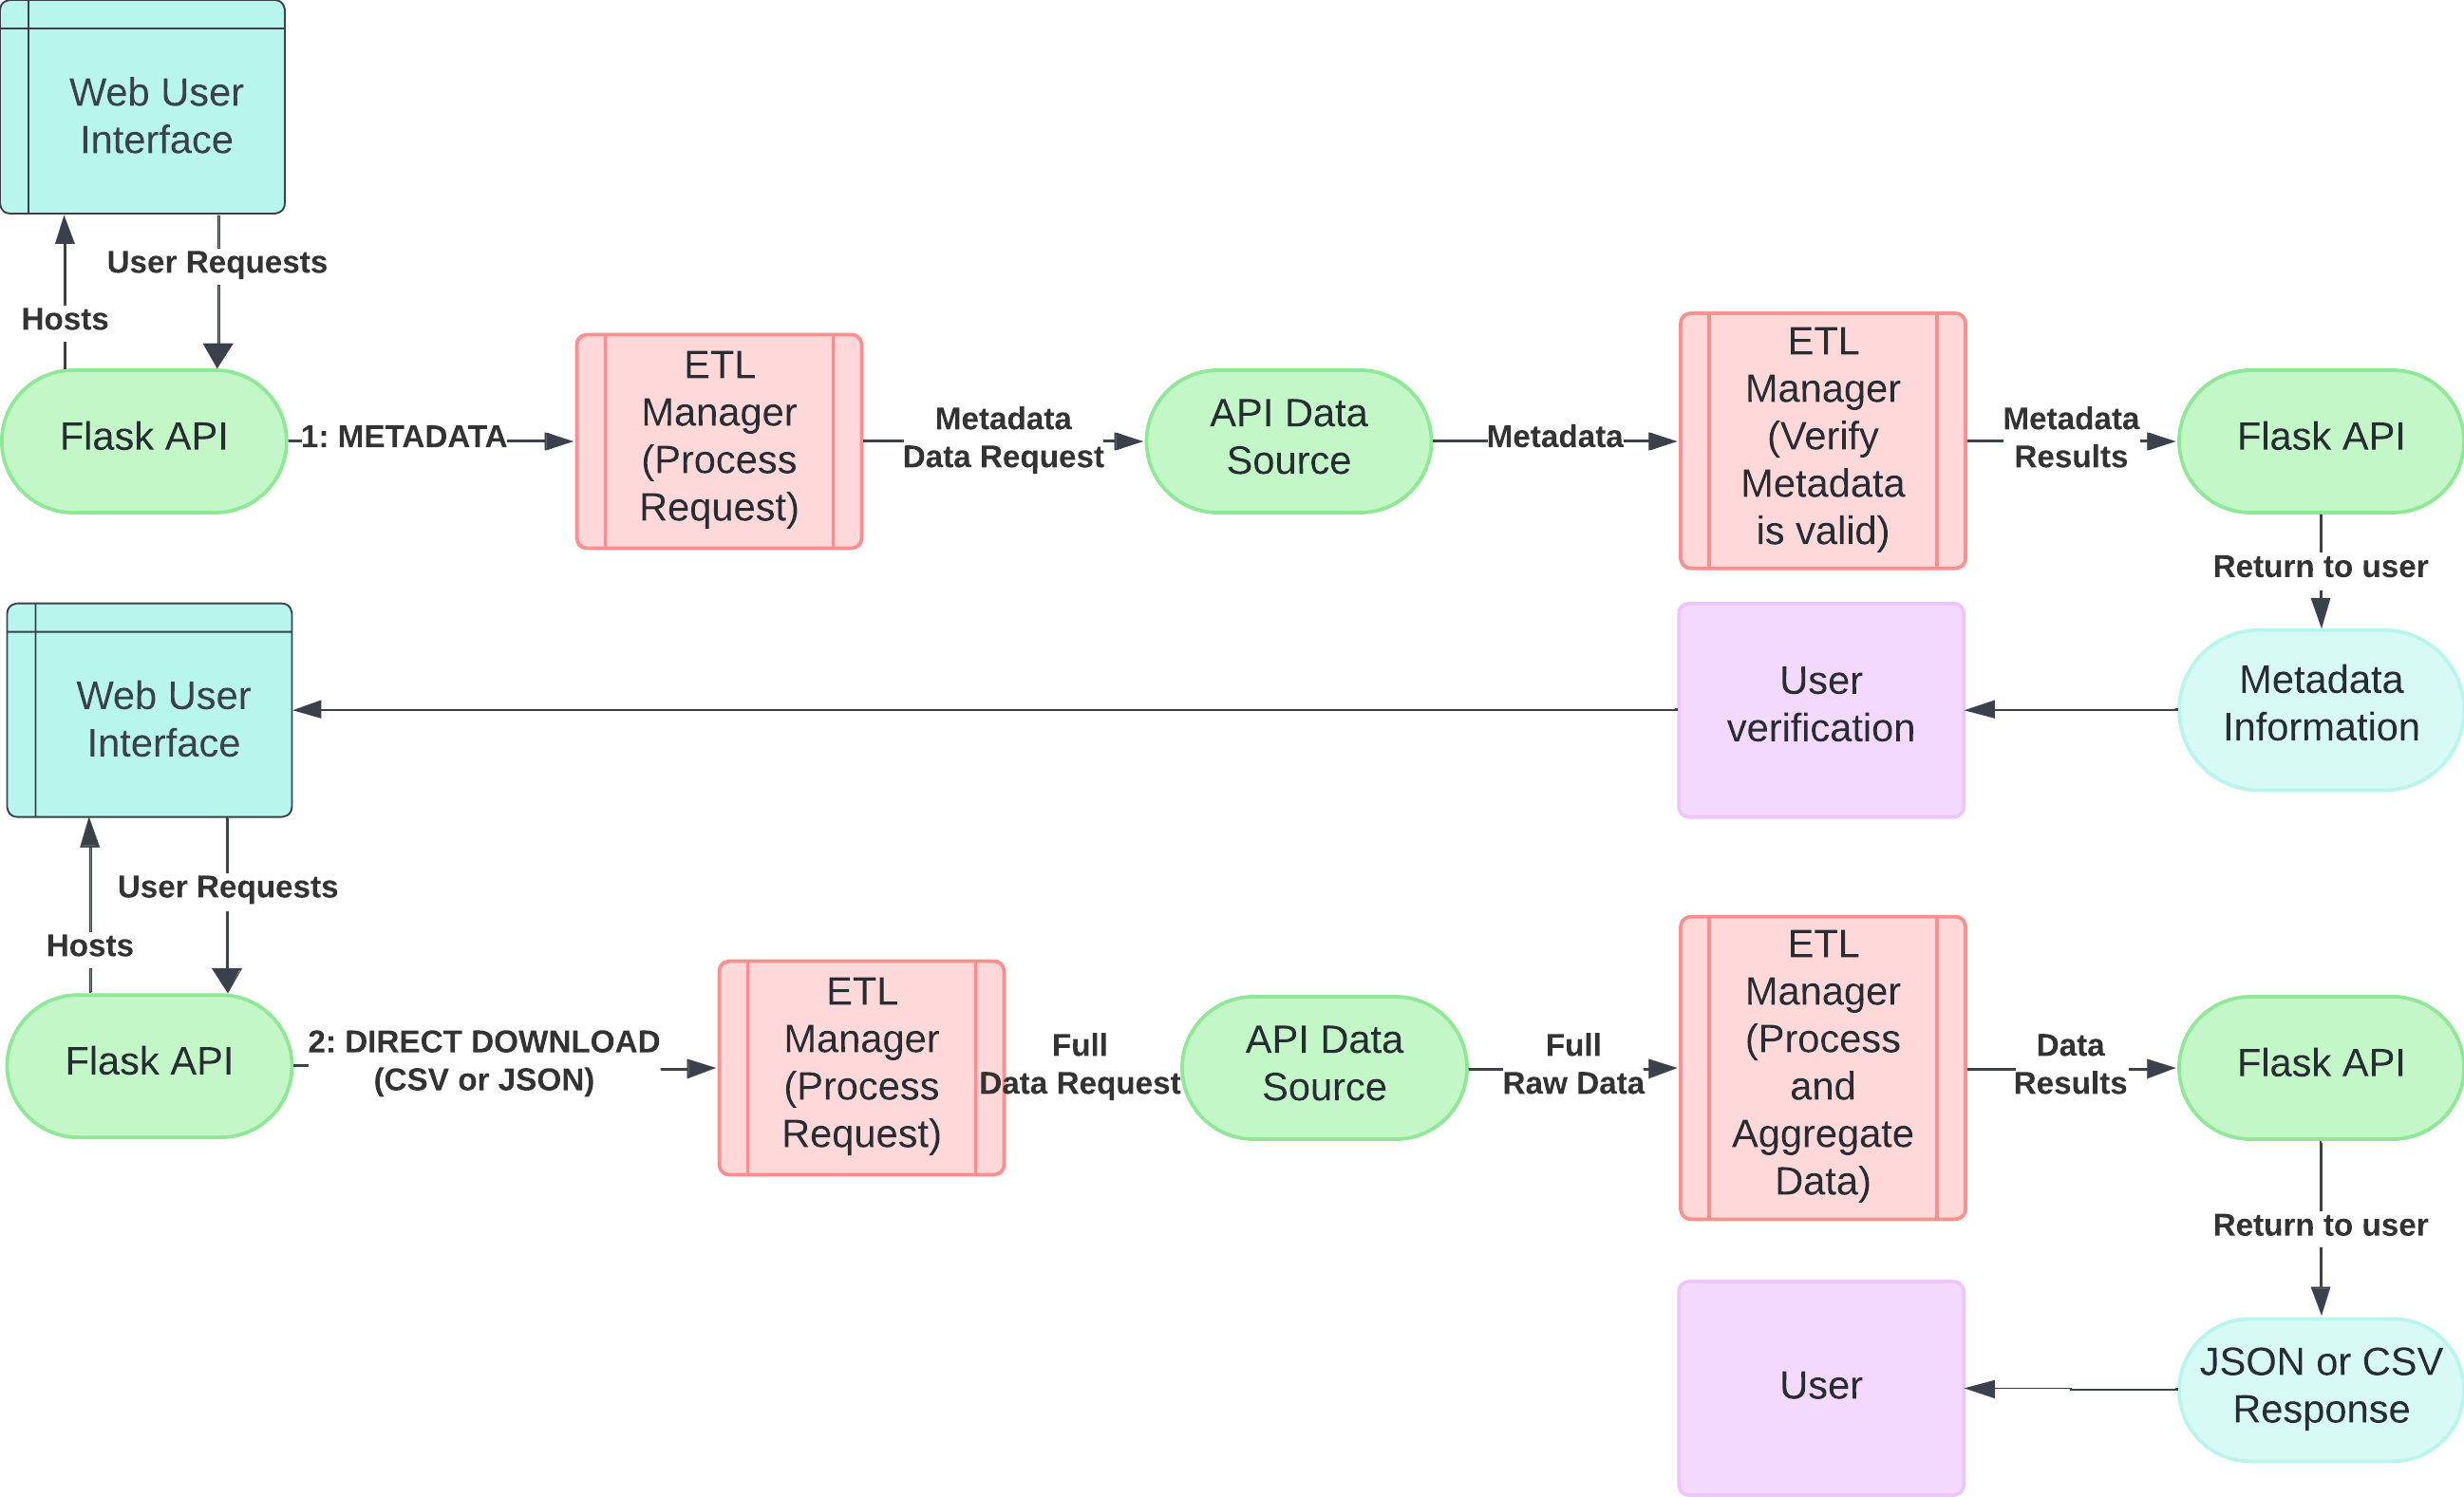 Web User
Interface
User Requests
Hosts
Flask API
1: METADATA
ETL
Manager
(Process
Request)
Metadata
Data Request
API Data
Source
Metadata
ETL
Manager
(Verify
Metadata
is valid)
Metadata
Results
Flask API
Return to user
Metadata
Information
User
verification
Web User
Interface
User Requests
Hosts
Flask API
2: DIRECT DOWNLOAD
(CSV or JSON)
ETL
Manager
(Process
Request)
Full
Data Request
API Data
Source
Full
Raw Data
ETL
Manager
(Process
and
Aggregate
Data)
Data
Results
Flask API
Return to user
JSON or CSV
Response
User